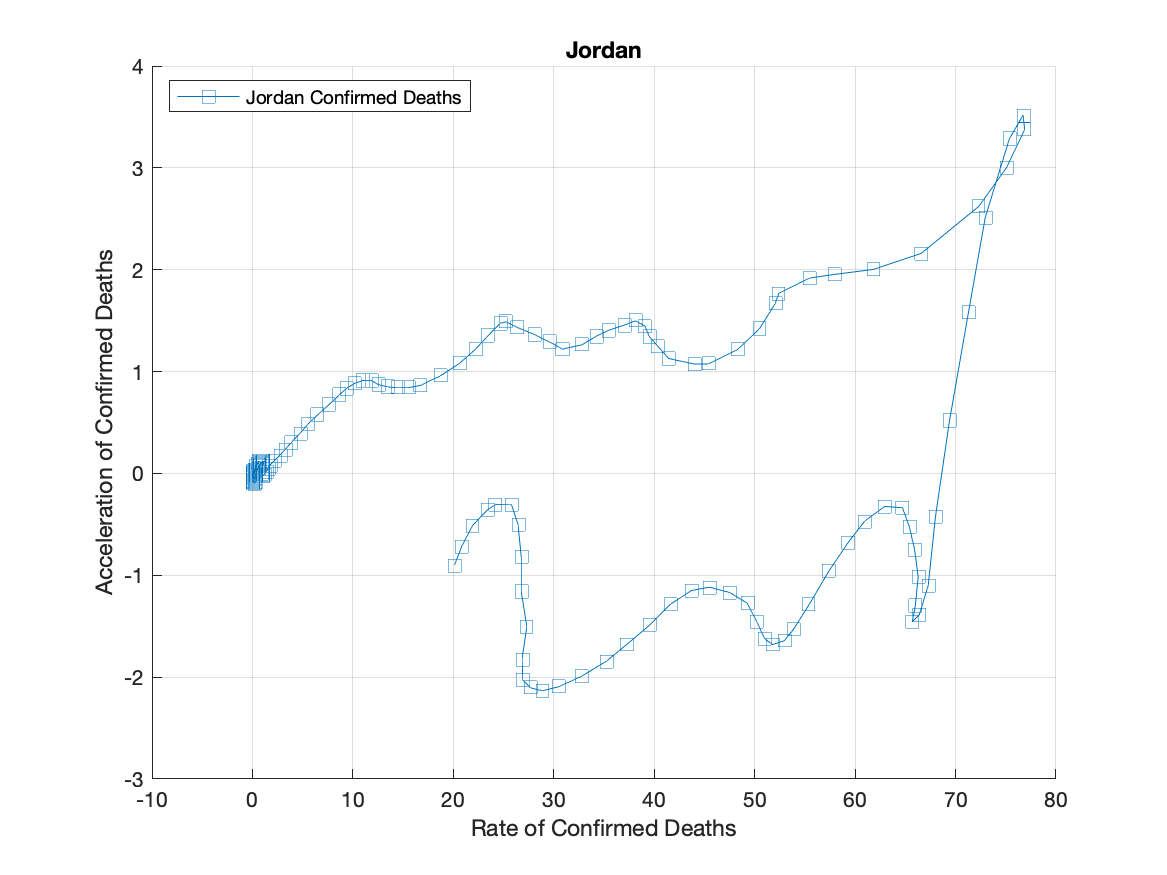 Jordan
Jordan Confirmed Deaths
4
3
2
1
0
-1
-2
-3
Acceleration of Confirmed Deaths
-10 0 10 20 30 40 50 60 70 80
Rate of Confirmed Deaths